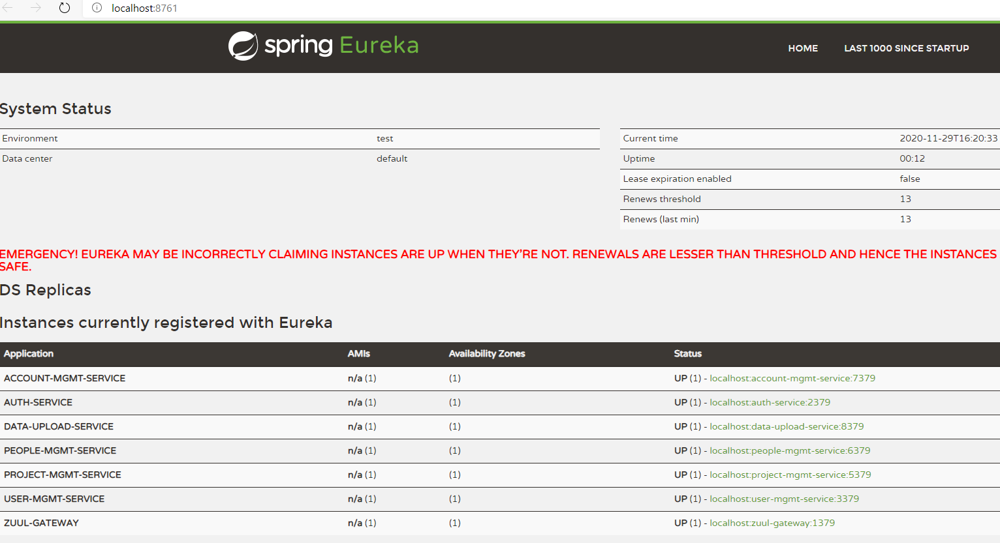 localhost:8761
spring Eureka
HOME LAST 1000 SINCE STARTUP
System Status
Environment test
Data center default
Current time 2020-11-29T16:20:33
Uptime 00:12
Lease expiration enabled false
Renews threshold 13
Renews (last min) 13
EMERGENCY! EUREKA MAY BE INCORRECTLY CLAIMING INSTANCES ARE UP WHEN THEY'RE NOT. RENEWALS ARE LESSER THAN THRESHOLD AND HENCE THE INSTANCES
SAFE.
DS Replicas
Instances currently registered with Eureka
Application AMIs Availability Zones Status
ACCOUNT-MGMT-SERVICE n/a (1) (1) UP (1) - localhost:account-mgmt-service:7379
AUTH-SERVICE n/a (1) (1) UP (1) - localhost:auth-service:2379
DATA-UPLOAD-SERVICE n/a (1) (1) UP (1) - localhost:data-upload-service:8379
PEOPLE-MGMT-SERVICE n/a (1) (1) UP (1) - localhost:people-mgmt-service:6379
PROJECT-MGMT-SERVICE n/a (1) (1) UP (1) - localhost:project-mgmt-service:5379
USER-MGMT-SERVICE n/a (1) (1) UP (1) - localhost:user-mgmt-service:3379
ZUUL-GATEWAY n/a (1) (1) UP (1) - localhost:zuul-gateway:1379